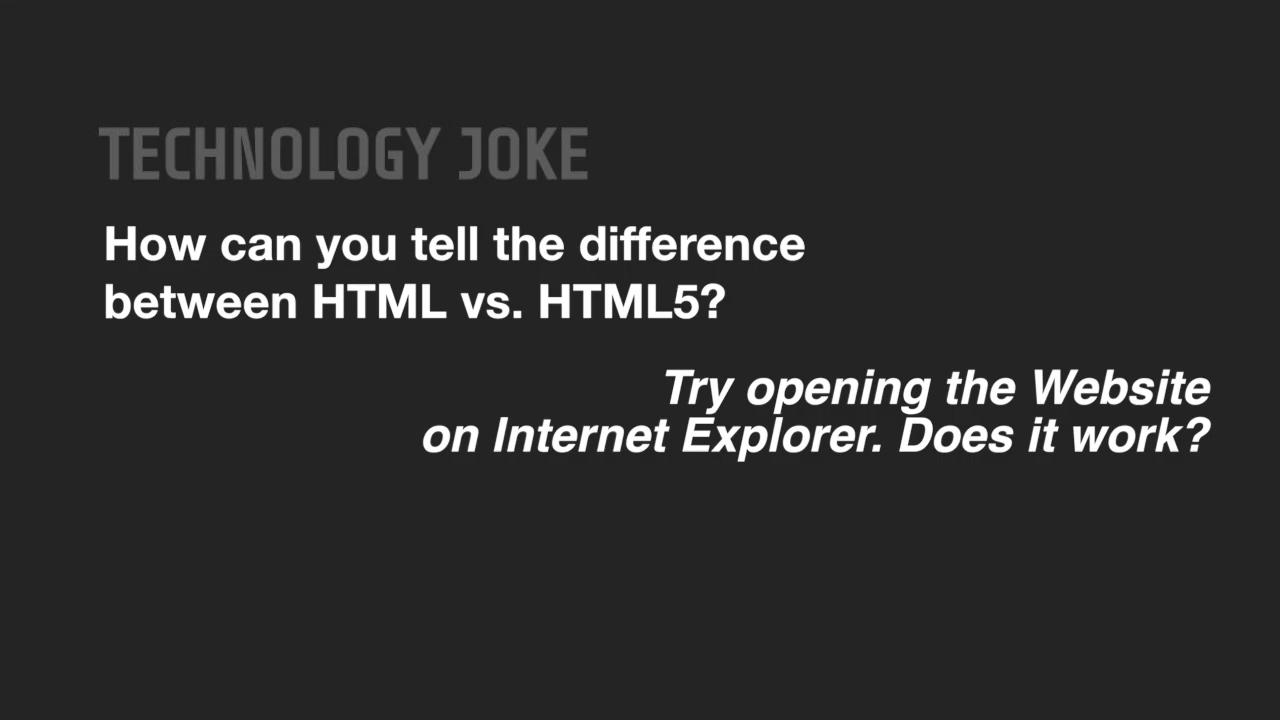 TECHNOLOGY JOKE
How can you tell the difference
between HTML vs. HTML5?
Try opening the Website
on Internet Explorer. Does it work?